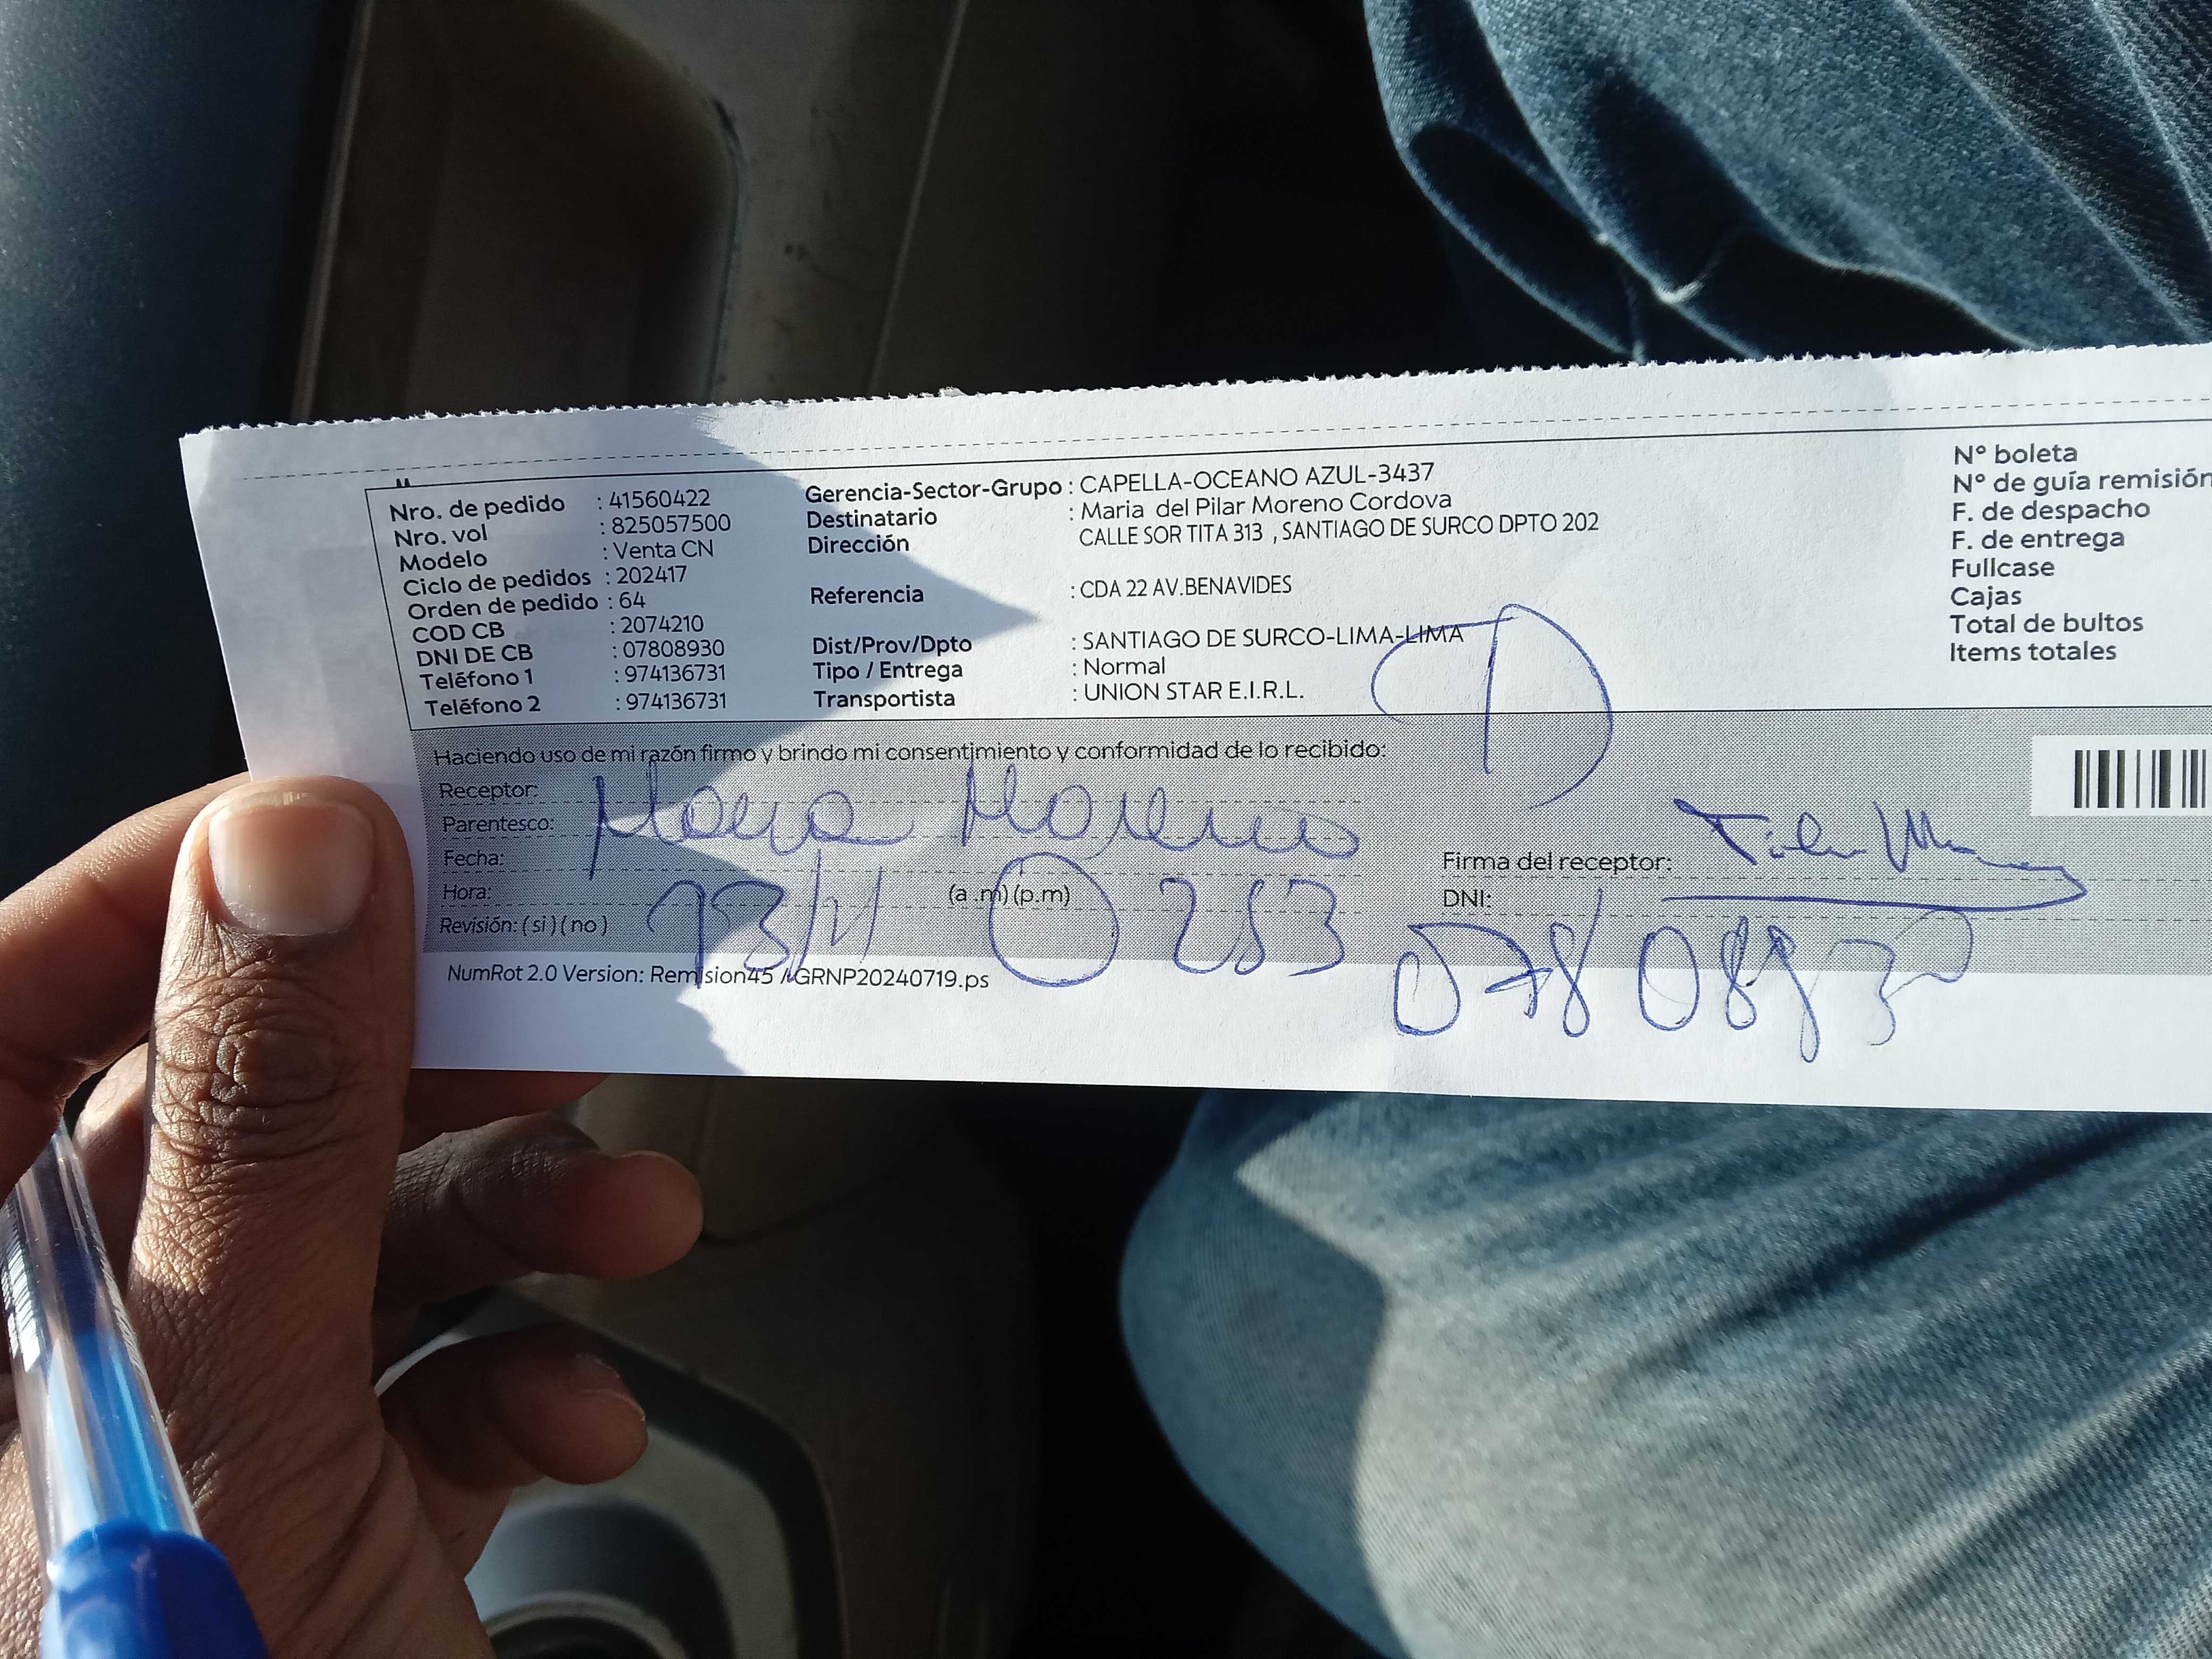 Nro. de pedido : 41560422
Nro. vol : 825057500
Modelo : Venta CN
Ciclo de pedidos : 202417
Orden de pedido : 64
COD CB : 2074210
DNI DE CB : 07808930
Teléfono 1 : 974136731
Teléfono 2 : 974136731
Gerencia-Sector-Grupo : CAPELLA-OCEANO AZUL-3437
Destinatario : Maria del Pilar Moreno Cordova
Dirección CALLE SOR TITA 313 , SANTIAGO DE SURCO DPTO 202
Referencia : CDA 22 AV.BENAVIDES
Dist/Prov/Dpto : SANTIAGO DE SURCO-LIMA-LIMA
Tipo / Entrega : Normal
Transportista : UNION STAR E.I.R.L.
N° boleta
N° de guía remisión
F. de despacho
F. de entrega
Fullcase
Cajas
Total de bultos
Items totales
Haciendo uso de mi razón firmo y brindo mi consentimiento y conformidad de lo recibido:
Receptor:
Parentesco: Moreno
Fecha:
Hora: (a .m) (p.m)
Revisión: ( si ) ( no )
Firma del receptor:
DNI: 07808930
NumRot 2.0 Version: Remision45 /GRNP20240719.ps